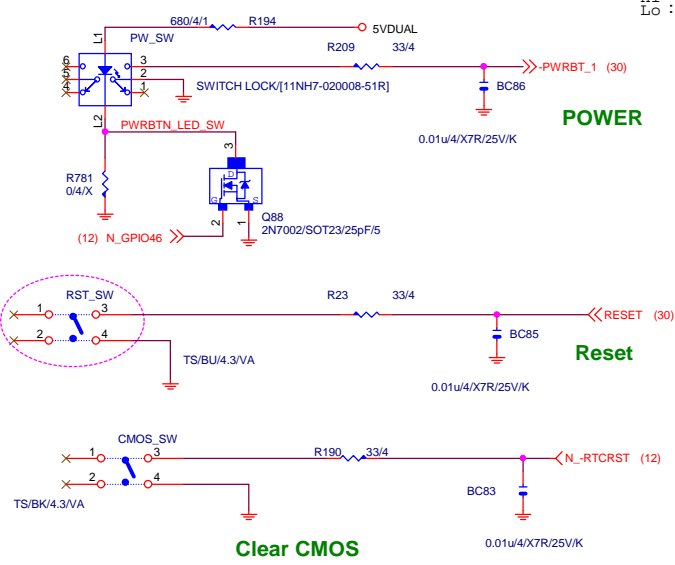 Lo :
680/4/1 R194
5VDUAL
L1
PW_SW
R209 33/4
6 3
5 2
4 1
-PWRBT_1 (30)
SWITCH LOCK/[11NH7-020008-51R]
BC86
POWER
L2
PWRBTN_LED_SW
0.01u/4/X7R/25V/K
3
R781
0/4/X
D
G S
Q88
2N7002/SOT23/25pF/5
2 1
(12) N_GPIO46
RST_SW
R23 33/4
1 3
RESET (30)
2 4
BC85
Reset
TS/BU/4.3/VA
0.01u/4/X7R/25V/K
CMOS_SW
R190 33/4
1 3
N_-RTCRST (12)
2 4
BC83
TS/BK/4.3/VA
0.01u/4/X7R/25V/K
Clear CMOS